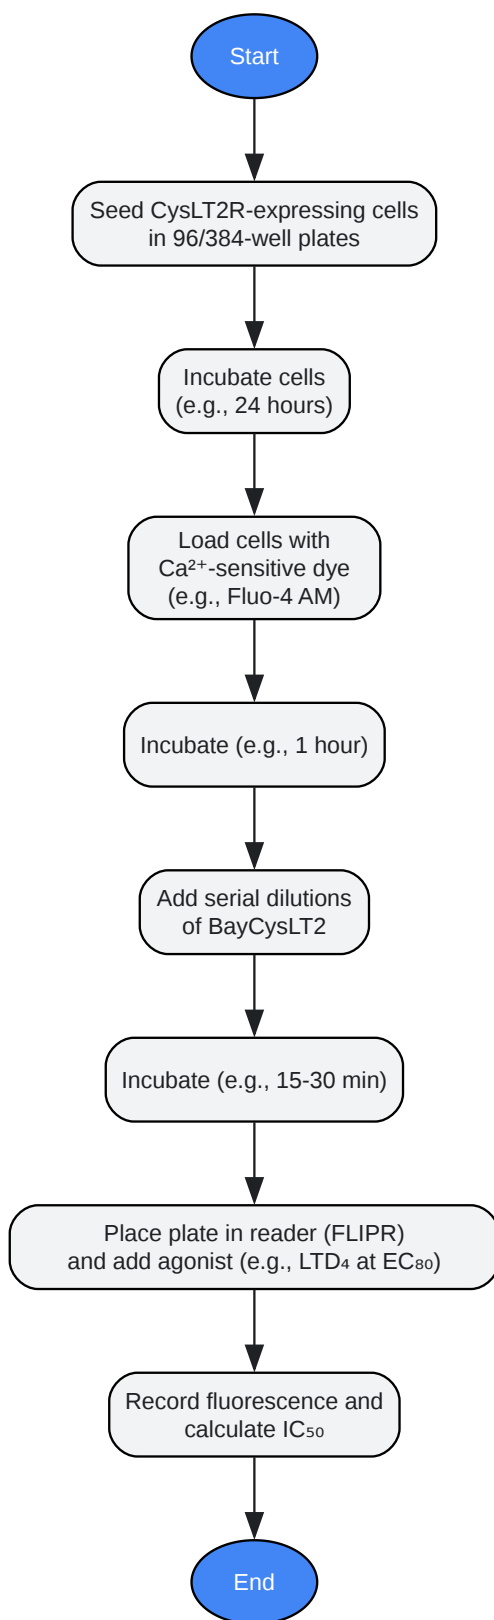 Start
Seed CysLT2R-expressing cells
in 96/384-well plates
Incubate cells
(e.g., 24 hours)
Load cells with
Ca²⁺-sensitive dye
(e.g., Fluo-4 AM)
Incubate (e.g., 1 hour)
Add serial dilutions
of BayCysLT2
Incubate (e.g., 15-30 min)
Place plate in reader (FLIPR)
and add agonist (e.g., LTD₄ at EC₈₀)
Record fluorescence and
calculate IC₅₀
End